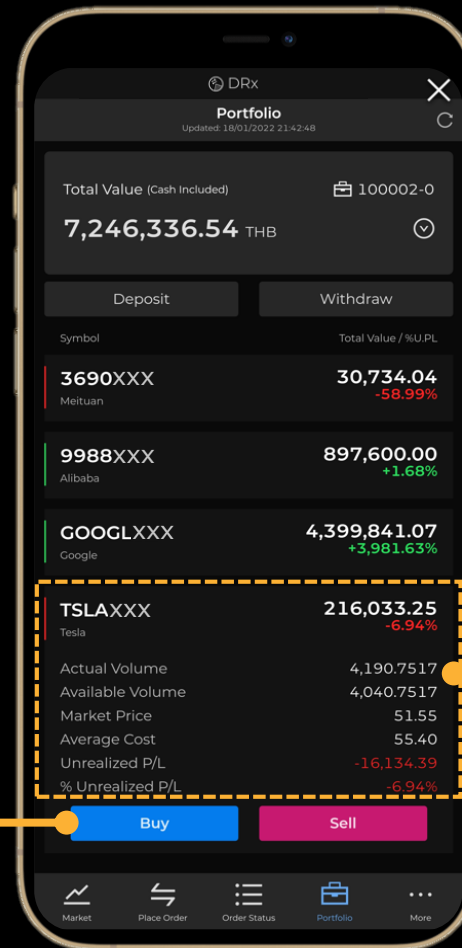 DRx
Portfolio
Updated: 18/01/2022 21:42:48
Total Value (Cash Included) 100002-0
7,246,336.54 THB
Deposit Withdraw
Symbol Total Value / %U.PL
3690XXX 30,734.04
Meituan -58.99%
9988XXX 897,600.00
Alibaba +1.68%
GOOGLXXX 4,399,841.07
Google +3,981.63%
TSLAXXX 216,033.25
Tesla -6.94%
Actual Volume 4,190.7517
Available Volume 4,040.7517
Market Price 51.55
Average Cost 55.40
Unrealized P/L -16,134.39
% Unrealized P/L -6.94%
Buy Sell
Market Place Order Order Status Portfolio More